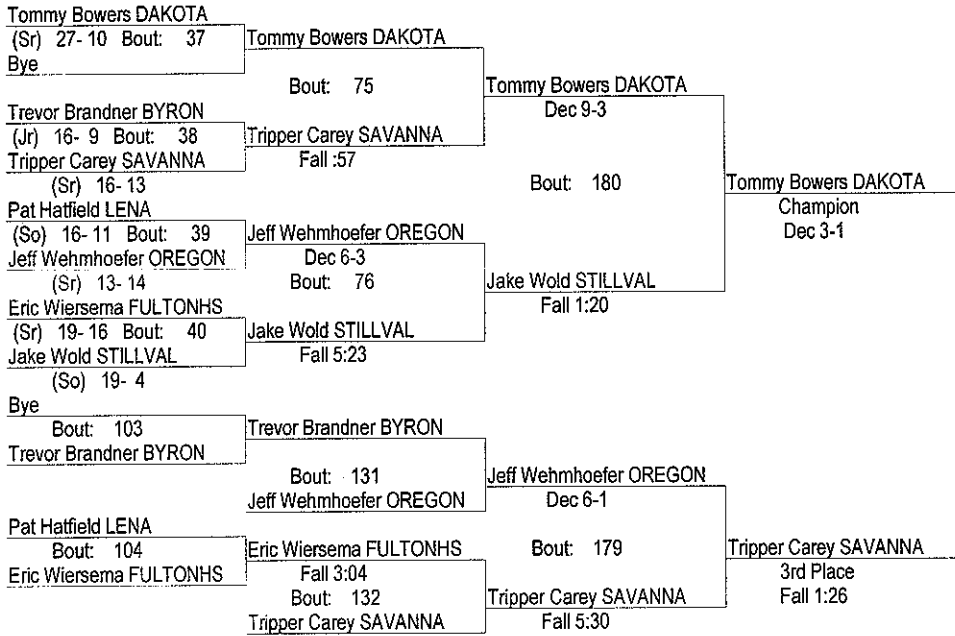 Tommy Bowers DAKOTA
(Sr) 27- 10 Bout: 37
Bye
Tommy Bowers DAKOTA
Bout: 75
Trevor Brandner BYRON
(Jr) 16- 9 Bout: 38
Tripper Carey SAVANNA
(Sr) 16- 13
Tripper Carey SAVANNA
Fall :57
Tommy Bowers DAKOTA
Dec 9-3
Bout: 180
Pat Hatfield LENA
(So) 16- 11 Bout: 39
Jeff Wehmhoefer OREGON
(Sr) 13- 14
Jeff Wehmhoefer OREGON
Dec 6-3
Bout: 76
Eric Wiersema FULTONHS
(Sr) 19- 16 Bout: 40
Jake Wold STILLVAL
(So) 19- 4
Jake Wold STILLVAL
Fall 5:23
Jake Wold STILLVAL
Fall 1:20
Tommy Bowers DAKOTA
Champion
Dec 3-1
Bye
Bout: 103
Trevor Brandner BYRON
Trevor Brandner BYRON
Bout: 131
Jeff Wehmhoefer OREGON
Jeff Wehmhoefer OREGON
Dec 6-1
Bout: 179
Pat Hatfield LENA
Bout: 104
Eric Wiersema FULTONHS
Eric Wiersema FULTONHS
Fall 3:04
Bout: 132
Tripper Carey SAVANNA
Tripper Carey SAVANNA
Fall 5:30
Tripper Carey SAVANNA
3rd Place
Fall 1:26